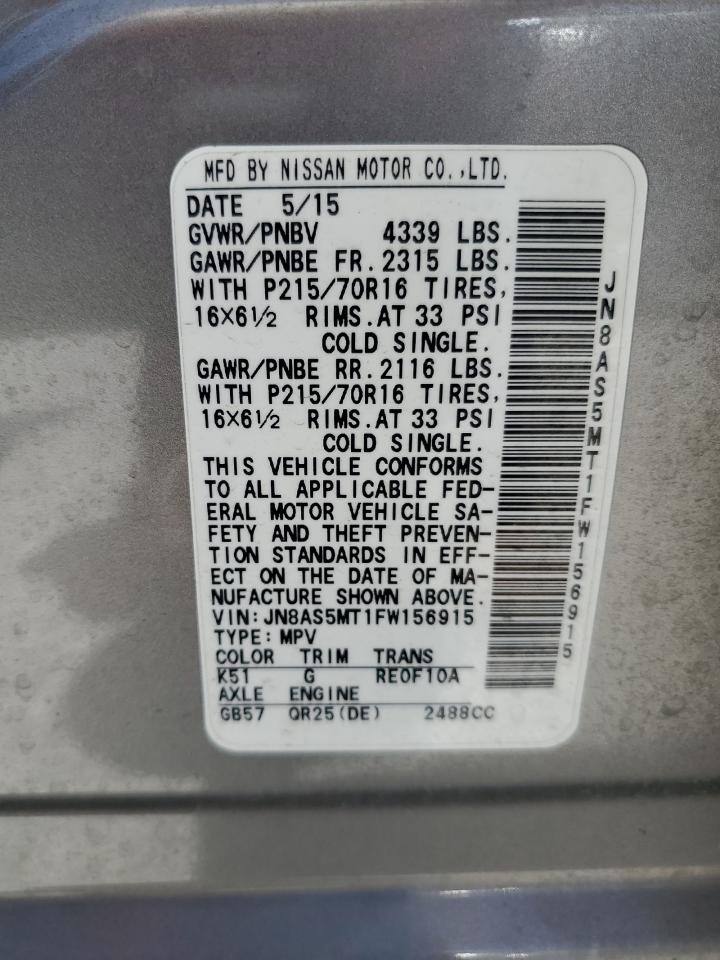 MFD BY NISSAN MOTOR CO.,LTD.
DATE 5/15
GVWR/PNBV 4339 LBS.
GAWR/PNBE FR.2315 LBS.
WITH P215/70R16 TIRES,
16×6½ RIMS.AT 33 PSI
COLD SINGLE.
GAWR/PNBE RR.2116 LBS.
WITH P215/70R16 TIRES,
16×6½ RIMS.AT 33 PSI
COLD SINGLE.
THIS VEHICLE CONFORMS
TO ALL APPLICABLE FED-
ERAL MOTOR VEHICLE SA-
FETY AND THEFT PREVEN-
TION STANDARDS IN EFF-
ECT ON THE DATE OF MA-
NUFACTURE SHOWN ABOVE.
VIN:JN8AS5MT1FW156915
TYPE:MPV
COLOR TRIM TRANS
K51 G RE0F10A
AXLE ENGINE
GB57 QR25(DE) 2488CC
JN8AS5MT1FW156915